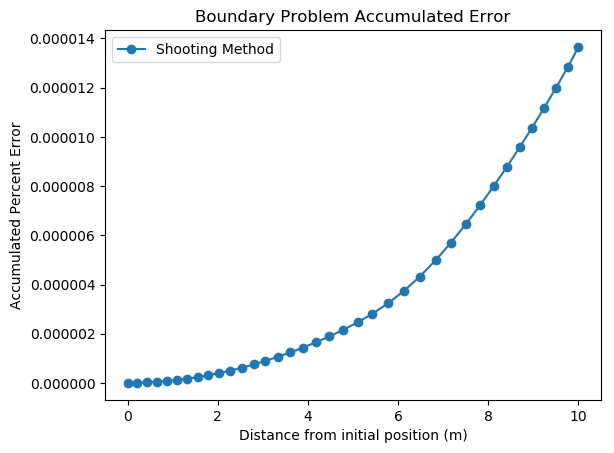 Boundary Problem Accumulated Error
Shooting Method
0.000014
0.000012
0.000010
0.000008
0.000006
0.000004
0.000002
0.000000
Accumulated Percent Error
0 2 4 6 8 10
Distance from initial position (m)